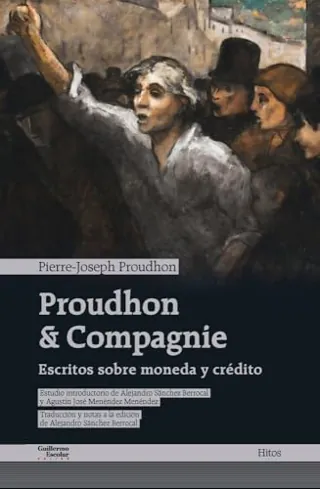 Pierre-Joseph Proudhon
Proudhon
& Compagnie
Escritos sobre moneda y crédito
Estudio introductorio de Alejandro Sánchez Berrocal
y Agustín José Menéndez Menéndez
Traducción y notas a la edición
de Alejandro Sánchez Berrocal
Guillermo
Escolar
EDITOR
Hitos